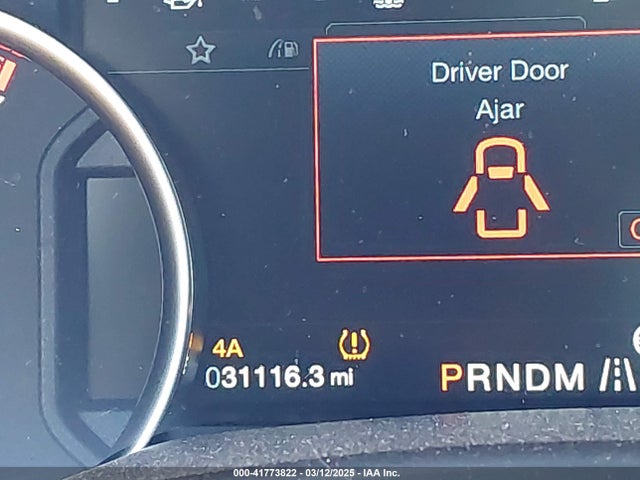 Driver Door
Ajar
4A
031116.3 mi
PRNDM
000-41773822 - 03/12/2025 - IAA Inc.